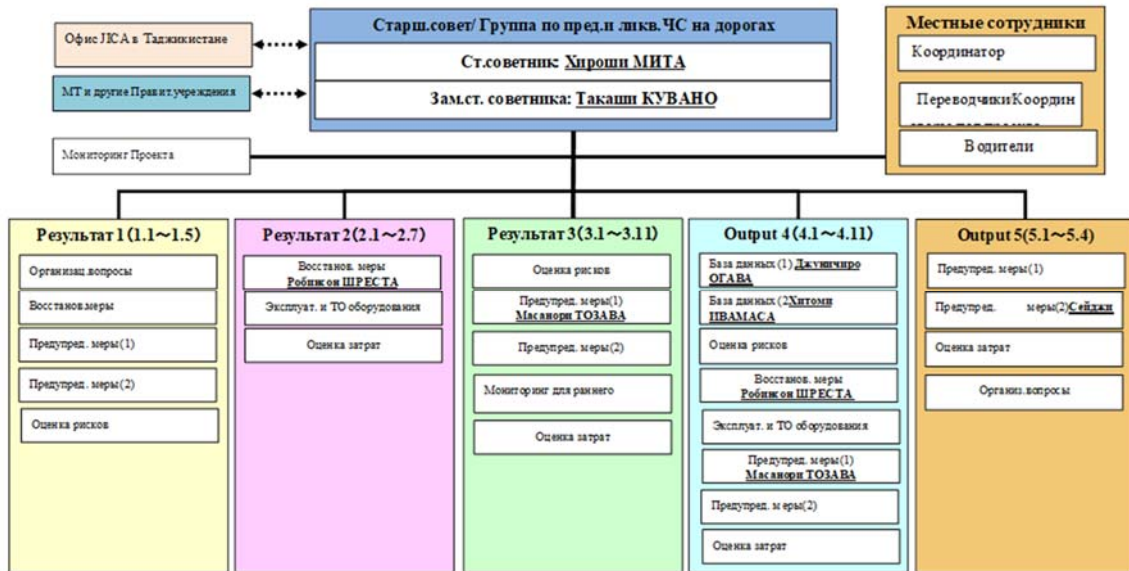 Офис JICA в Таджикистане
МТ и другие Правит.учреждения
Мониторинг Проекта
Старш.совет/ Группа по пред.и ликв.ЧС на дорогах
Ст.советник: Хироши МИТА
Зам.ст. советника: Такаши КУВАНО
Местные сотрудники
Координатор
Переводчики/Координ
Водители
Результат 1(1.1～1.5)
Организац.вопросы
Восстанов.меры
Предупред. меры(1)
Предупред. меры(2)
Оценка рисков
Результат 2(2.1～2.7)
Восстанов. меры
Робинсон ШРЕСТА
Эксплуат. и ТО оборудования
Оценка затрат
Результат 3(3.1～3.11)
Оценка рисков
Предупред. меры(1)
Масанори ТОЗАВА
Предупред. меры(2)
Мониторинг для раннего
Оценка затрат
Output 4(4.1～4.11)
База данных (1) Джуничиро
ОГАВА
База данных (2Хитоми
ИВАМАСА
Оценка рисков
Восстанов. меры
Робинсон ШРЕСТА
Эксплуат. и ТО оборудования
Предупред. меры(1)
Масанори ТОЗАВА
Предупред. меры(2)
Оценка затрат
Output 5(5.1～5.4)
Предупред. меры(1)
Предупред. меры(2)Сейджи
Оценка затрат
Организ.вопросы